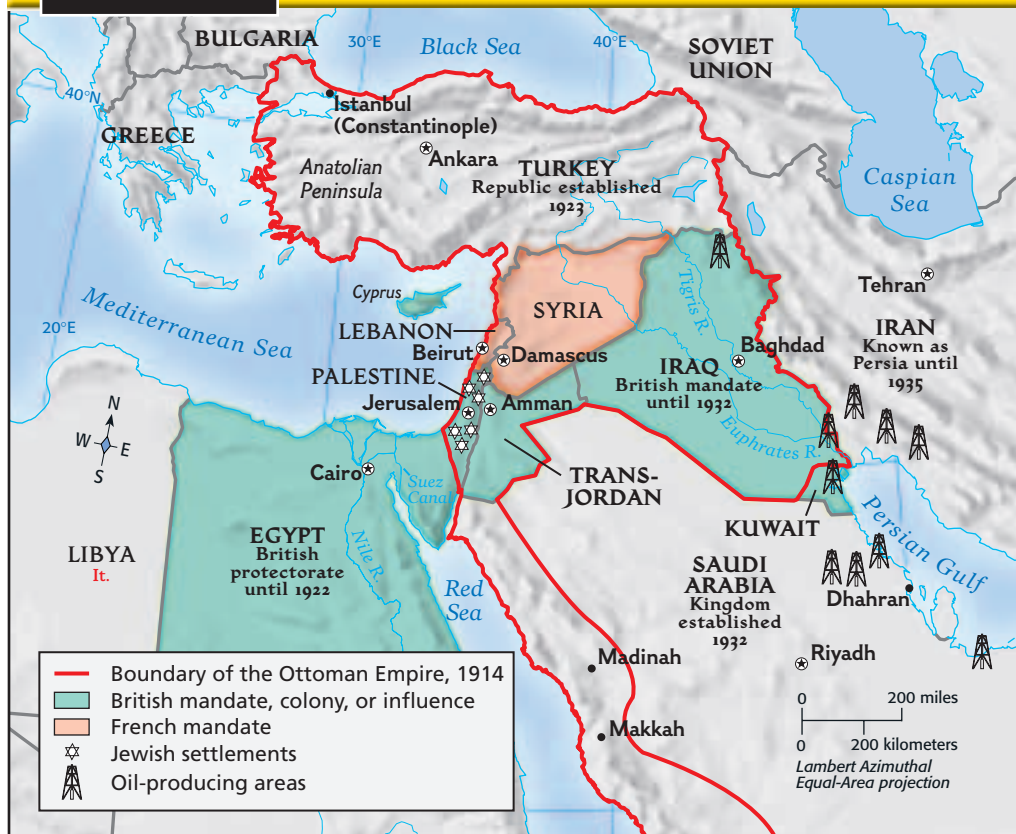 BULGARIA
30°E
Black Sea
40°E
SOVIET
UNION
40°N
GREECE
Istanbul
(Constantinople)
Ankara
Anatolian
Peninsula
TURKEY
Republic established
1923
Caspian
Sea
Tehran
Cyprus
SYRIA
Tigris R.
Mediterranean Sea
20°E
LEBANON
Beirut
Damascus
Baghdad
IRAN
Known as
Persia until
1935
PALESTINE
Jerusalem
Amman
IRAQ
British mandate
until 1932
Euphrates R.
N
W
E
S
Cairo
Suez
Canal
TRANS-
JORDAN
KUWAIT
Persian Gulf
LIBYA
It.
EGYPT
British
protectorate
until 1922
Nile R.
Red
Sea
SAUDI
ARABIA
Kingdom
established
1932
Dhahran
Riyadh
Madinah
Makkah
Boundary of the Ottoman Empire, 1914
British mandate, colony, or influence
French mandate
Jewish settlements
Oil-producing areas
0
200 miles
0
200 kilometers
Lambert Azimuthal
Equal-Area projection